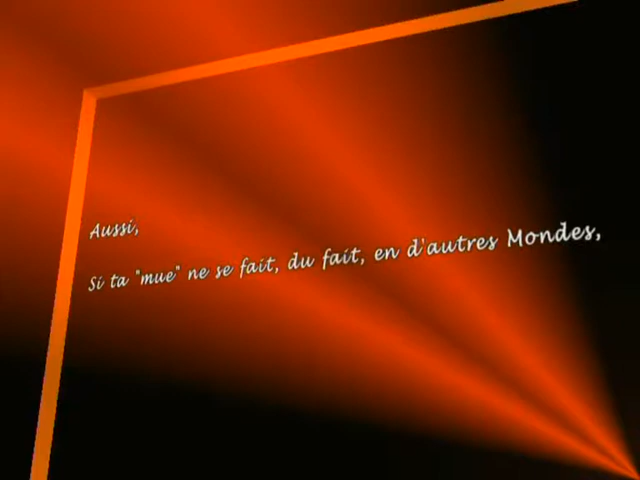 Aussi,
Si ta "mue" ne se fait, du fait, en d'autres Mondes,